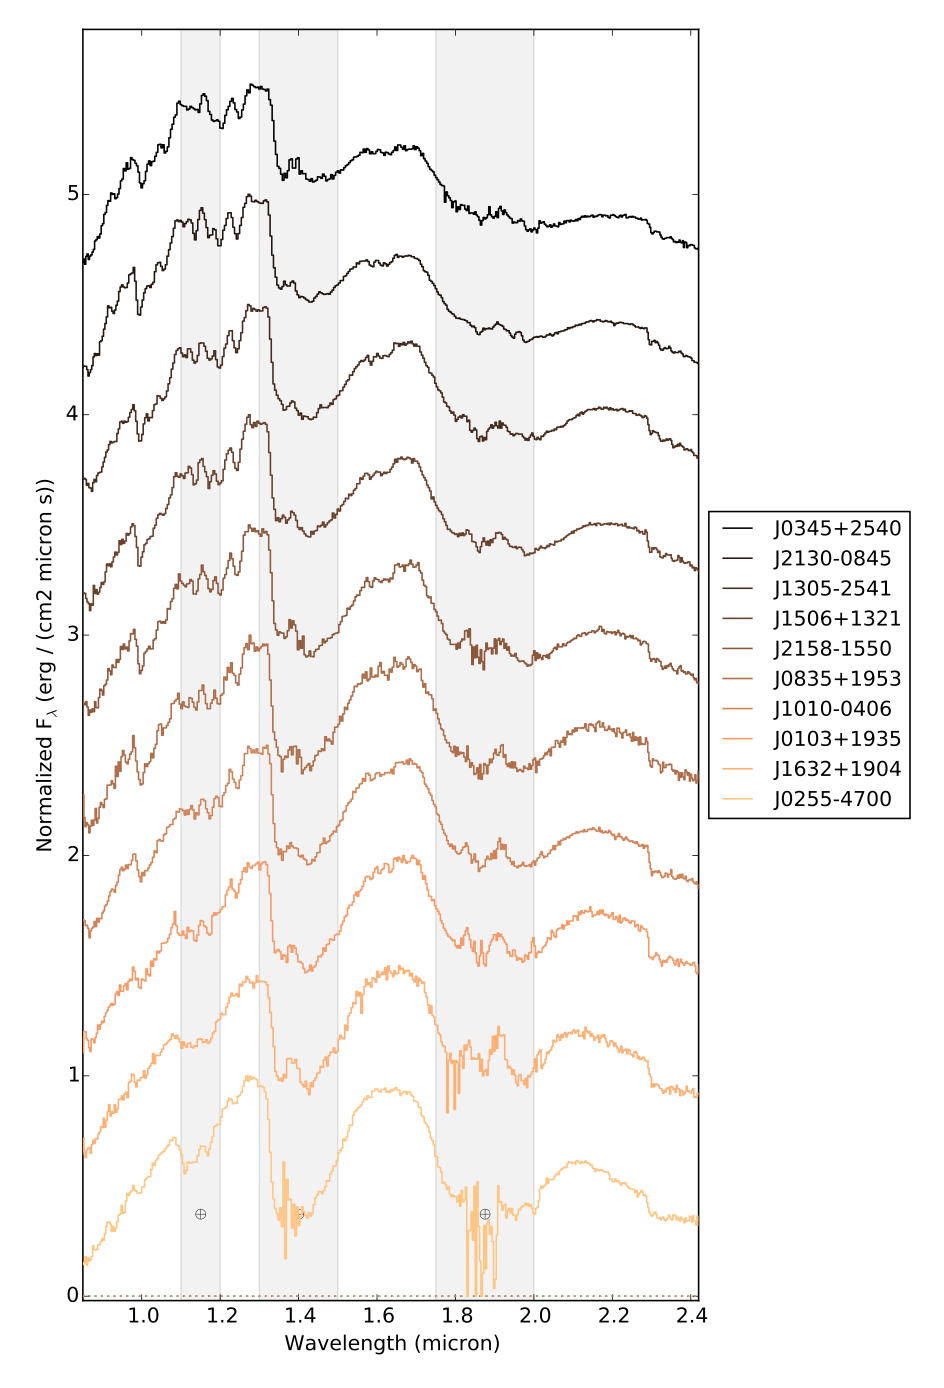 5
4
3
2
1
0
1.0 1.2 1.4 1.6 1.8 2.0 2.2 2.4
Wavelength (micron)
Normalized Fλ (erg / (cm2 micron s))
J0345+2540
J2130-0845
J1305-2541
J1506+1321
J2158-1550
J0835+1953
J1010-0406
J0103+1935
J1632+1904
J0255-4700